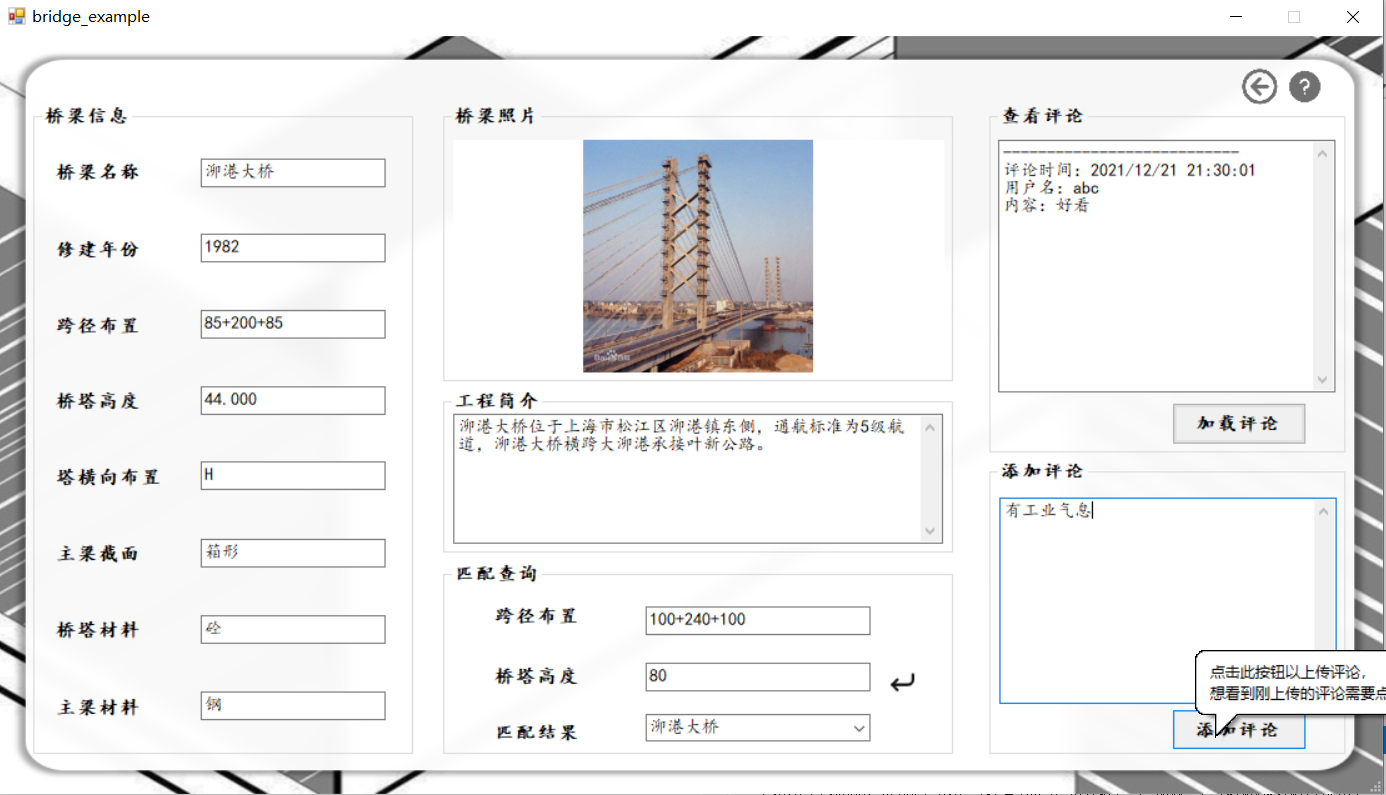 bridge_example
桥梁信息
桥梁名称
泖港大桥
修建年份
1982
跨径布置
85+200+85
桥塔高度
44.000
塔横向布置
H
主梁截面
箱形
桥塔材料
砼
主梁材料
钢
桥梁照片
工程简介
泖港大桥位于上海市松江区泖港镇东侧，通航标准为5级航
道，泖港大桥横跨大泖港承接叶新公路。
匹配查询
跨径布置
100+240+100
桥塔高度
80
匹配结果
泖港大桥
?
查看评论
---------------------------
评论时间: 2021/12/21 21:30:01
用户名: abc
内容: 好看
加载评论
添加评论
有工业气息
点击此按钮以上传评论，
想看到刚上传的评论需要点
添加评论